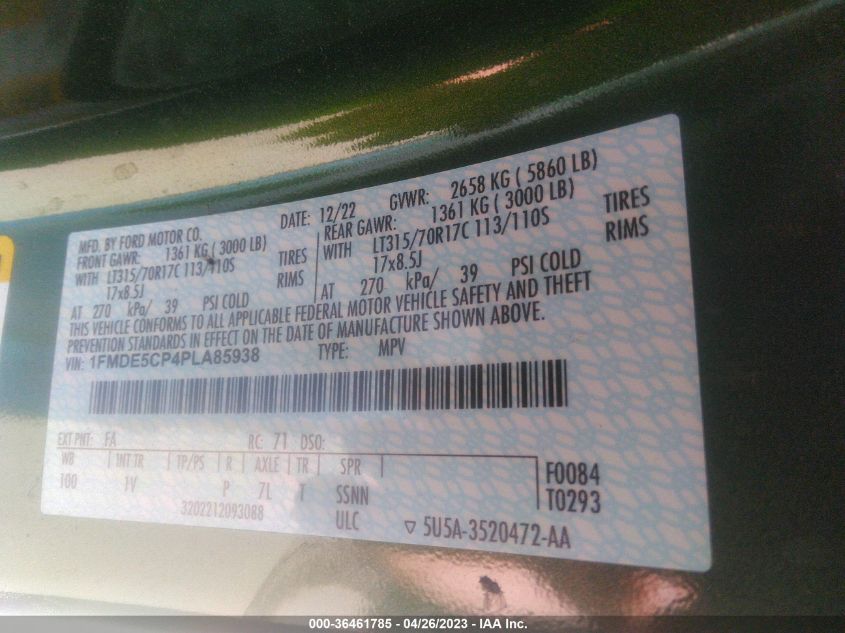 MFD. BY FORD MOTOR CO.
DATE: 12/22 GVWR: 2658 KG ( 5860 LB)
FRONT GAWR: 1361 KG ( 3000 LB)
WITH LT315/70R17C 113/110S TIRES
17x8.5J RIMS
AT 270 kPa/ 39 PSI COLD
REAR GAWR: 1361 KG ( 3000 LB)
WITH LT315/70R17C 113/110S TIRES
17x8.5J RIMS
AT 270 kPa/ 39 PSI COLD
THIS VEHICLE CONFORMS TO ALL APPLICABLE FEDERAL MOTOR VEHICLE SAFETY AND THEFT
PREVENTION STANDARDS IN EFFECT ON THE DATE OF MANUFACTURE SHOWN ABOVE.
VIN: 1FMDE5CP4PLA85938 TYPE: MPV
EXT PNT: FA RC: 71 DSO:
WB INT TR TP/PS R AXLE TR SPR
100 1V P 7L T SSNN
3202212093088 ULC
F0084
T0293
5U5A-3520472-AA
000-36461785 - 04/26/2023 - IAA Inc.